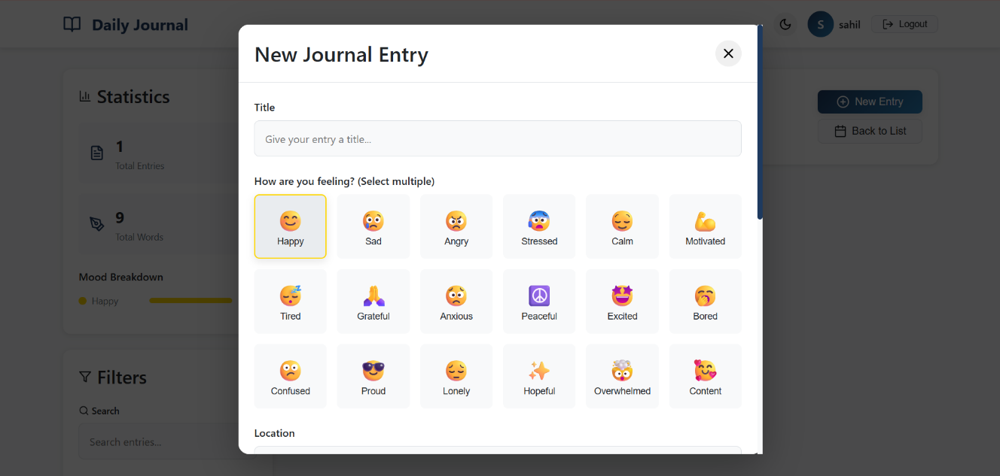 Daily Journal
S sahil Logout
Statistics
1
Total Entries
9
Total Words
Mood Breakdown
Happy
Filters
Search
Search entries...
New Entry
Back to List
New Journal Entry
Title
Give your entry a title...
How are you feeling? (Select multiple)
Happy Sad Angry Stressed Calm Motivated
Tired Grateful Anxious Peaceful Excited Bored
Confused Proud Lonely Hopeful Overwhelmed Content
Location